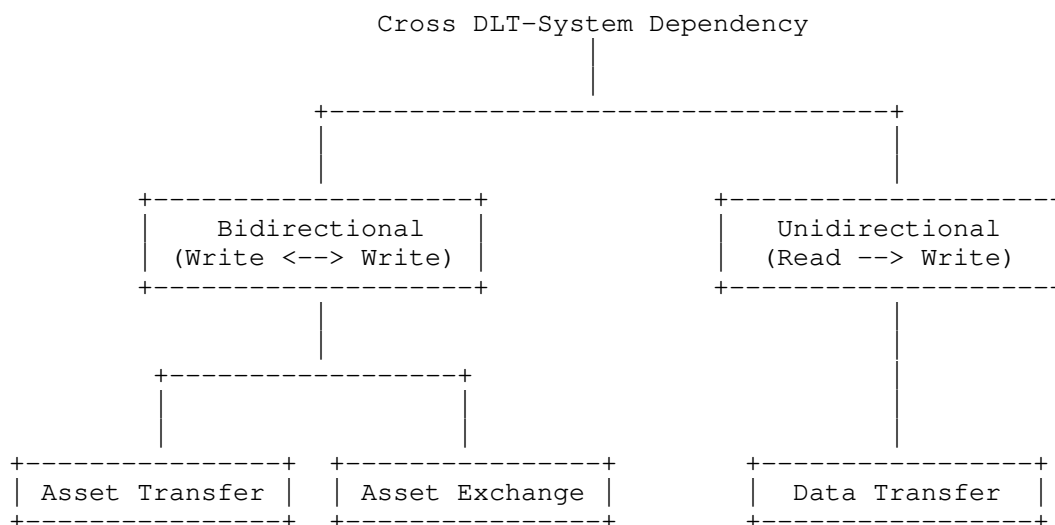 Cross DLT-System Dependency
Bidirectional
(Write <--> Write)
Unidirectional
(Read --> Write)
Asset Transfer
Asset Exchange
Data Transfer